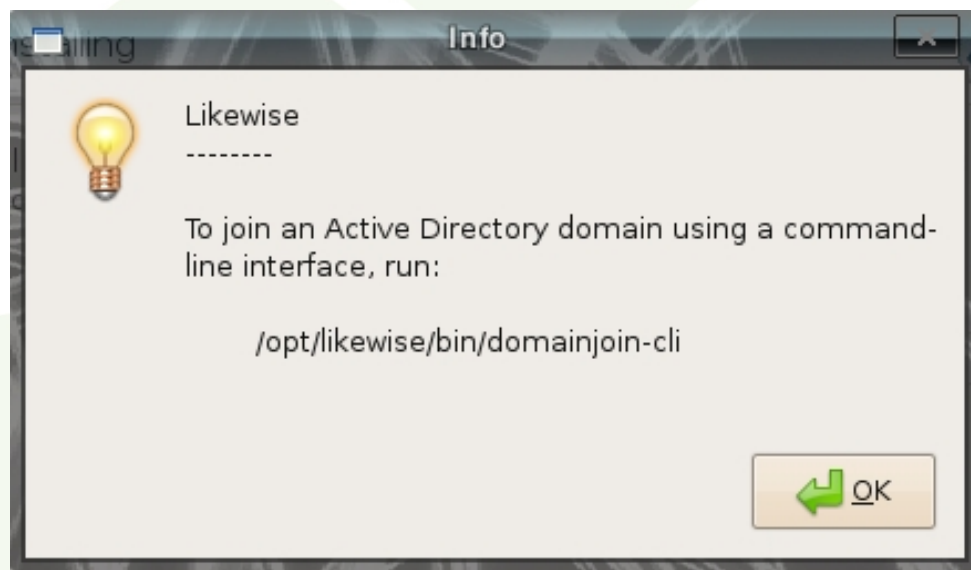 Info
Likewise
--------
To join an Active Directory domain using a command-
line interface, run:
/opt/likewise/bin/domainjoin-cli
OK